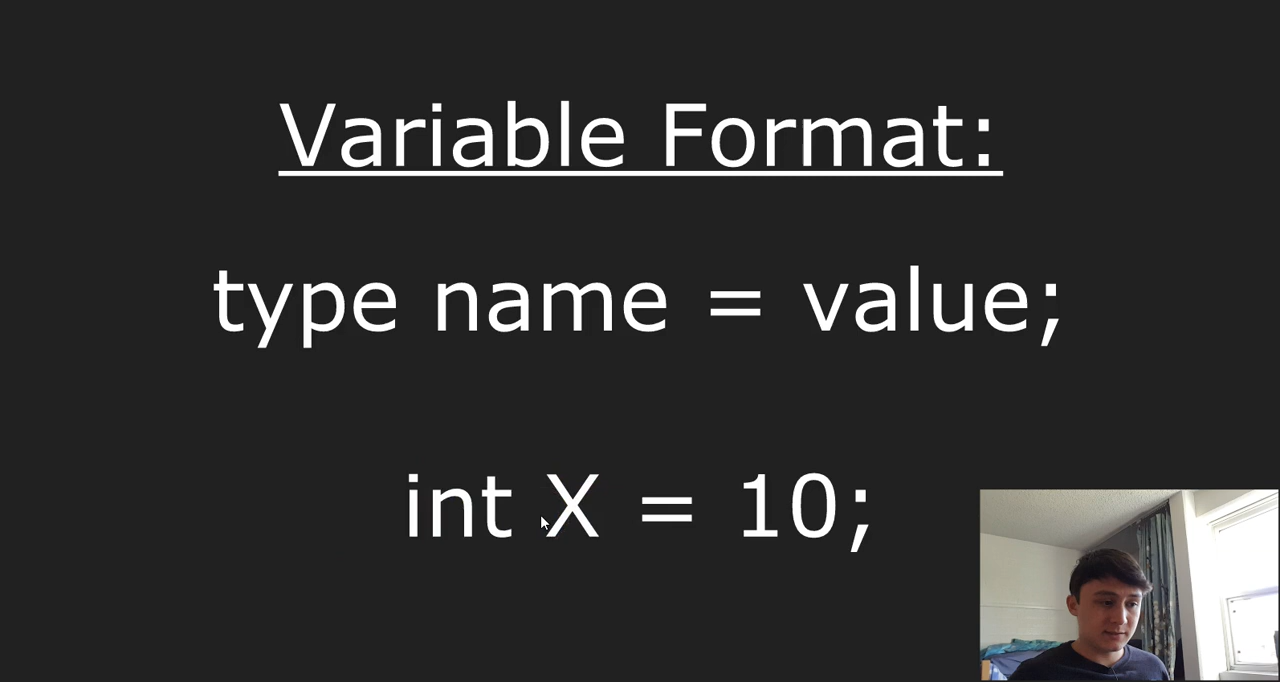 Variable Format:
type name = value;
int X = 10;